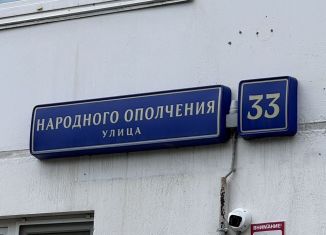 НАРОДНОГО ОПОЛЧЕНИЯ
УЛИЦА
33
ВНИМАНИЕ